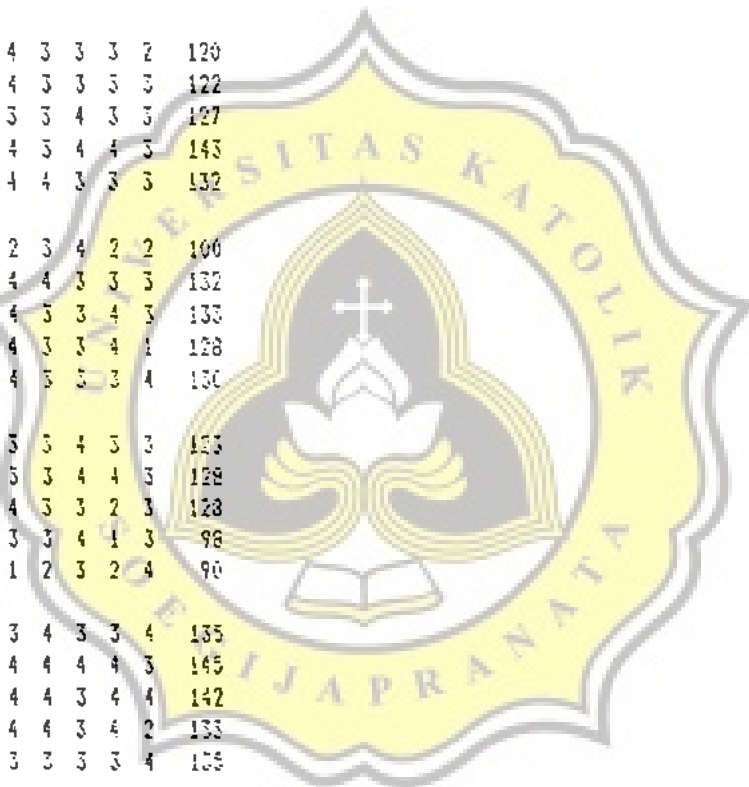 4 3 3 3 2 120
4 3 3 3 3 122
3 3 4 3 3 127
4 3 4 4 3 143
4 4 3 3 3 132
2 3 4 2 2 100
4 4 3 3 3 132
4 3 3 4 3 133
4 3 3 4 1 128
4 3 3 3 4 130
3 3 4 3 3 123
3 3 4 4 3
4 3 3 2 3 128
3 3 4 1 3 98
1 2 3 2 4 90
3 4 3 3 4 135
4 4 4 4 3 145
4 4 3 4 4 142
4 4 3 4 2 133
3 3 3 3 4 135
UNIVERSITAS KATOLIK
SOEGIJAPRANATA